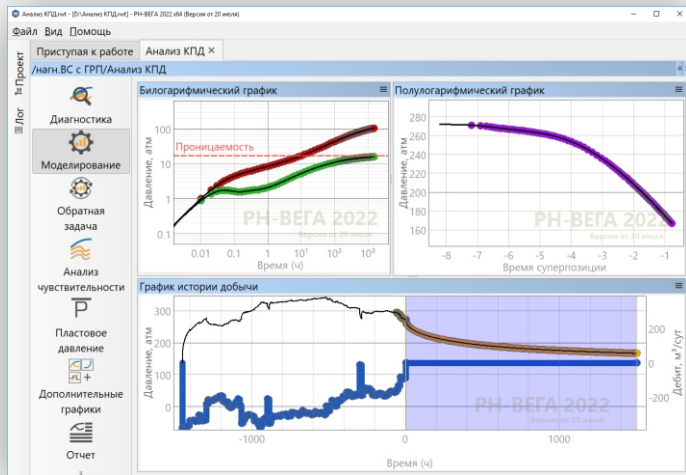 Анализ КПД.rwt - [D:\Анализ КПД.rwt] - РН-ВЕГА 2022 x64 (Версия от 20 июля)
Файл Вид Помощь
Проект
Лог
Приступая к работе
Анализ КПД ×
/нагн.ВС с ГРП/Анализ КПД
Диагностика
Моделирование
Обратная
задача
Анализ
чувствительности
Пластовое
давление
Дополнительные
графики
Отчет
Билогарифмический график
Давление, атм
100
10
1
0.1
Проницаемость
РН-ВЕГА 2022
Версия от 20 июля
0.01 0.1 1 10 10² 10³
Время (ч)
Полулогарифмический график
Давление, атм
280
260
240
220
200
180
160
РН-ВЕГА 2022
Версия от 20 июля
-8 -7 -6 -5 -4 -3 -2 -1
Время суперпозиции
График истории добычи
Давление, атм
300
200
100
0
РН-ВЕГА 2022
Версия от 20 июля
200
0
-200
Дебит, м³/сут
-1000 0 1000
Время (ч)